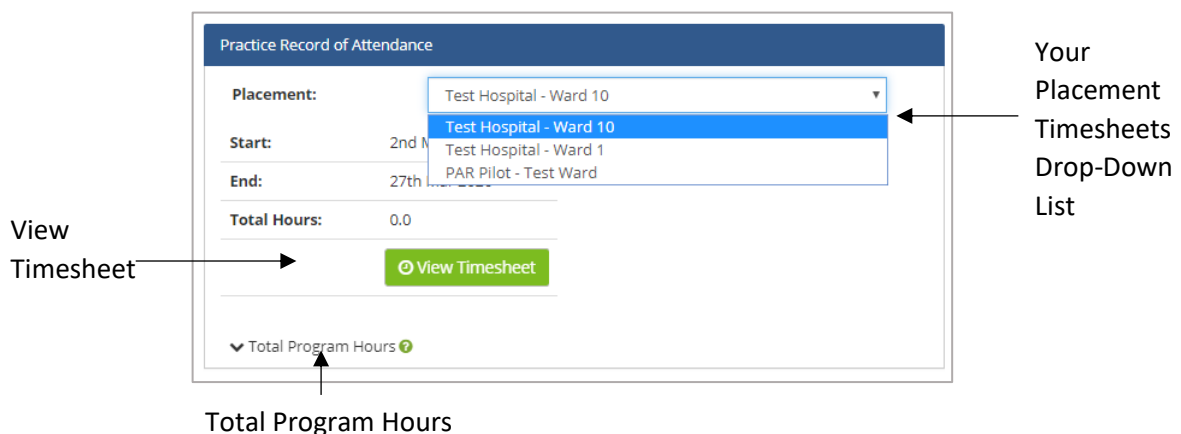 Practice Record of Attendance
Placement:
Test Hospital - Ward 10
Test Hospital - Ward 10
Test Hospital - Ward 1
PAR Pilot - Test Ward
Start:
2nd
End:
27th
Total Hours:
0.0
View Timesheet
Total Program Hours
Your
Placement
Timesheets
Drop-Down
List
View
Timesheet
Total Program Hours